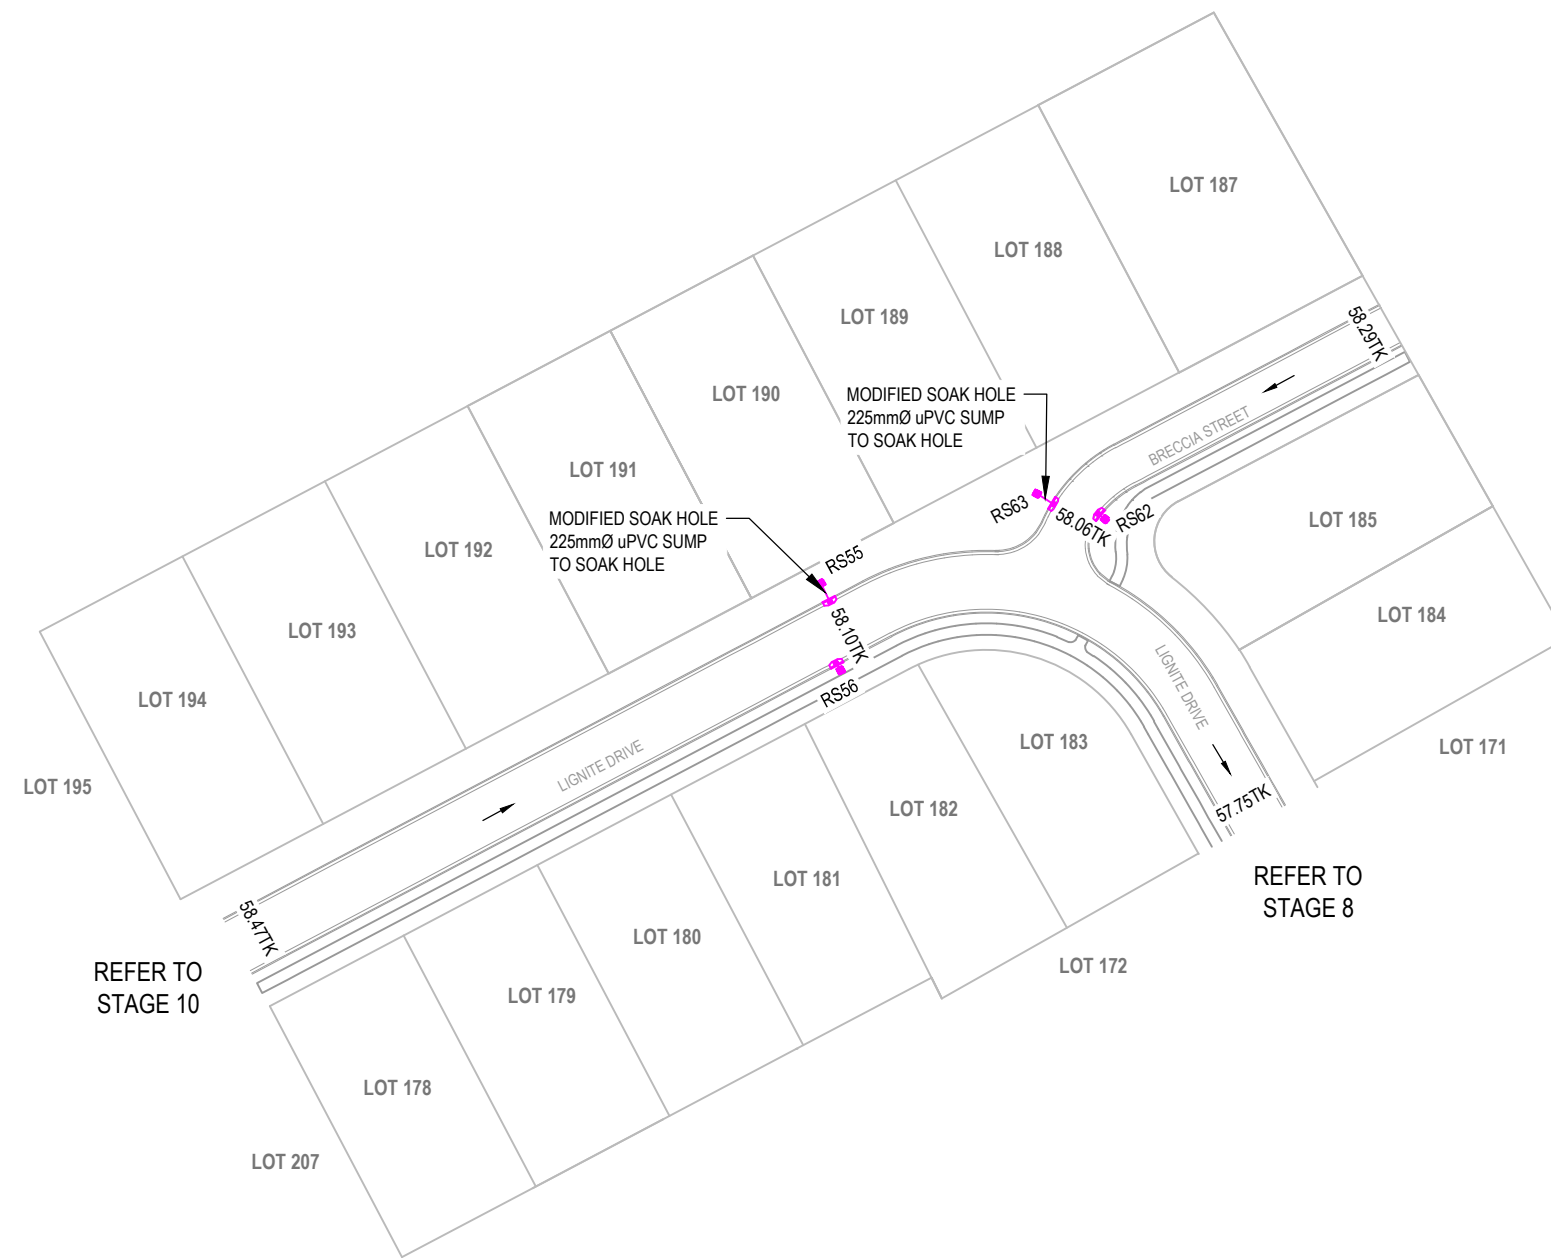 LOT 187
LOT 188
58.29TK
LOT 189
LOT 190
MODIFIED SOAK HOLE
225mmØ uPVC SUMP
TO SOAK HOLE
BRECCIA STREET
LOT 191
RS63
58.06TK
RS62
LOT 185
MODIFIED SOAK HOLE
225mmØ uPVC SUMP
TO SOAK HOLE
LOT 192
RS55
58.10TK
LOT 193
LOT 184
LIGNITE DRIVE
LOT 194
RS56
LOT 183
LOT 171
LOT 195
LIGNITE DRIVE
57.75TK
LOT 182
LOT 181
REFER TO
STAGE 8
58.47TK
LOT 180
LOT 172
REFER TO
STAGE 10
LOT 179
LOT 178
LOT 207